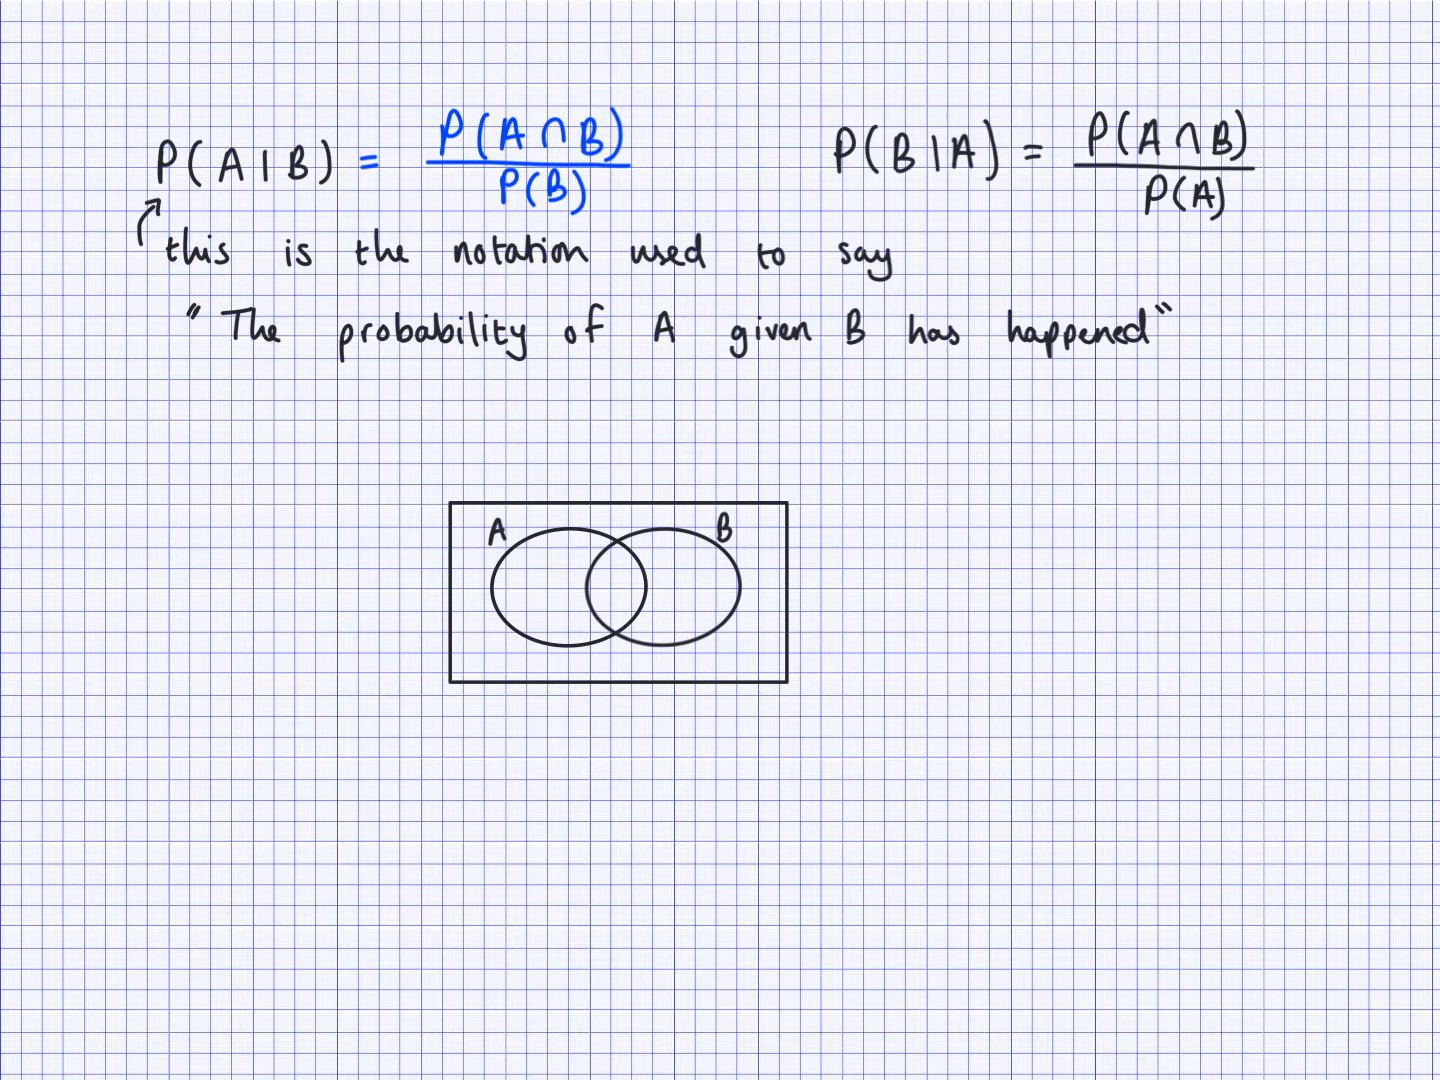 P(A|B) = P(A∩B)/P(B)
P(B|A) = P(A∩B)/P(A)
this is the notation used to say
"The probability of A given B has happened"
A B